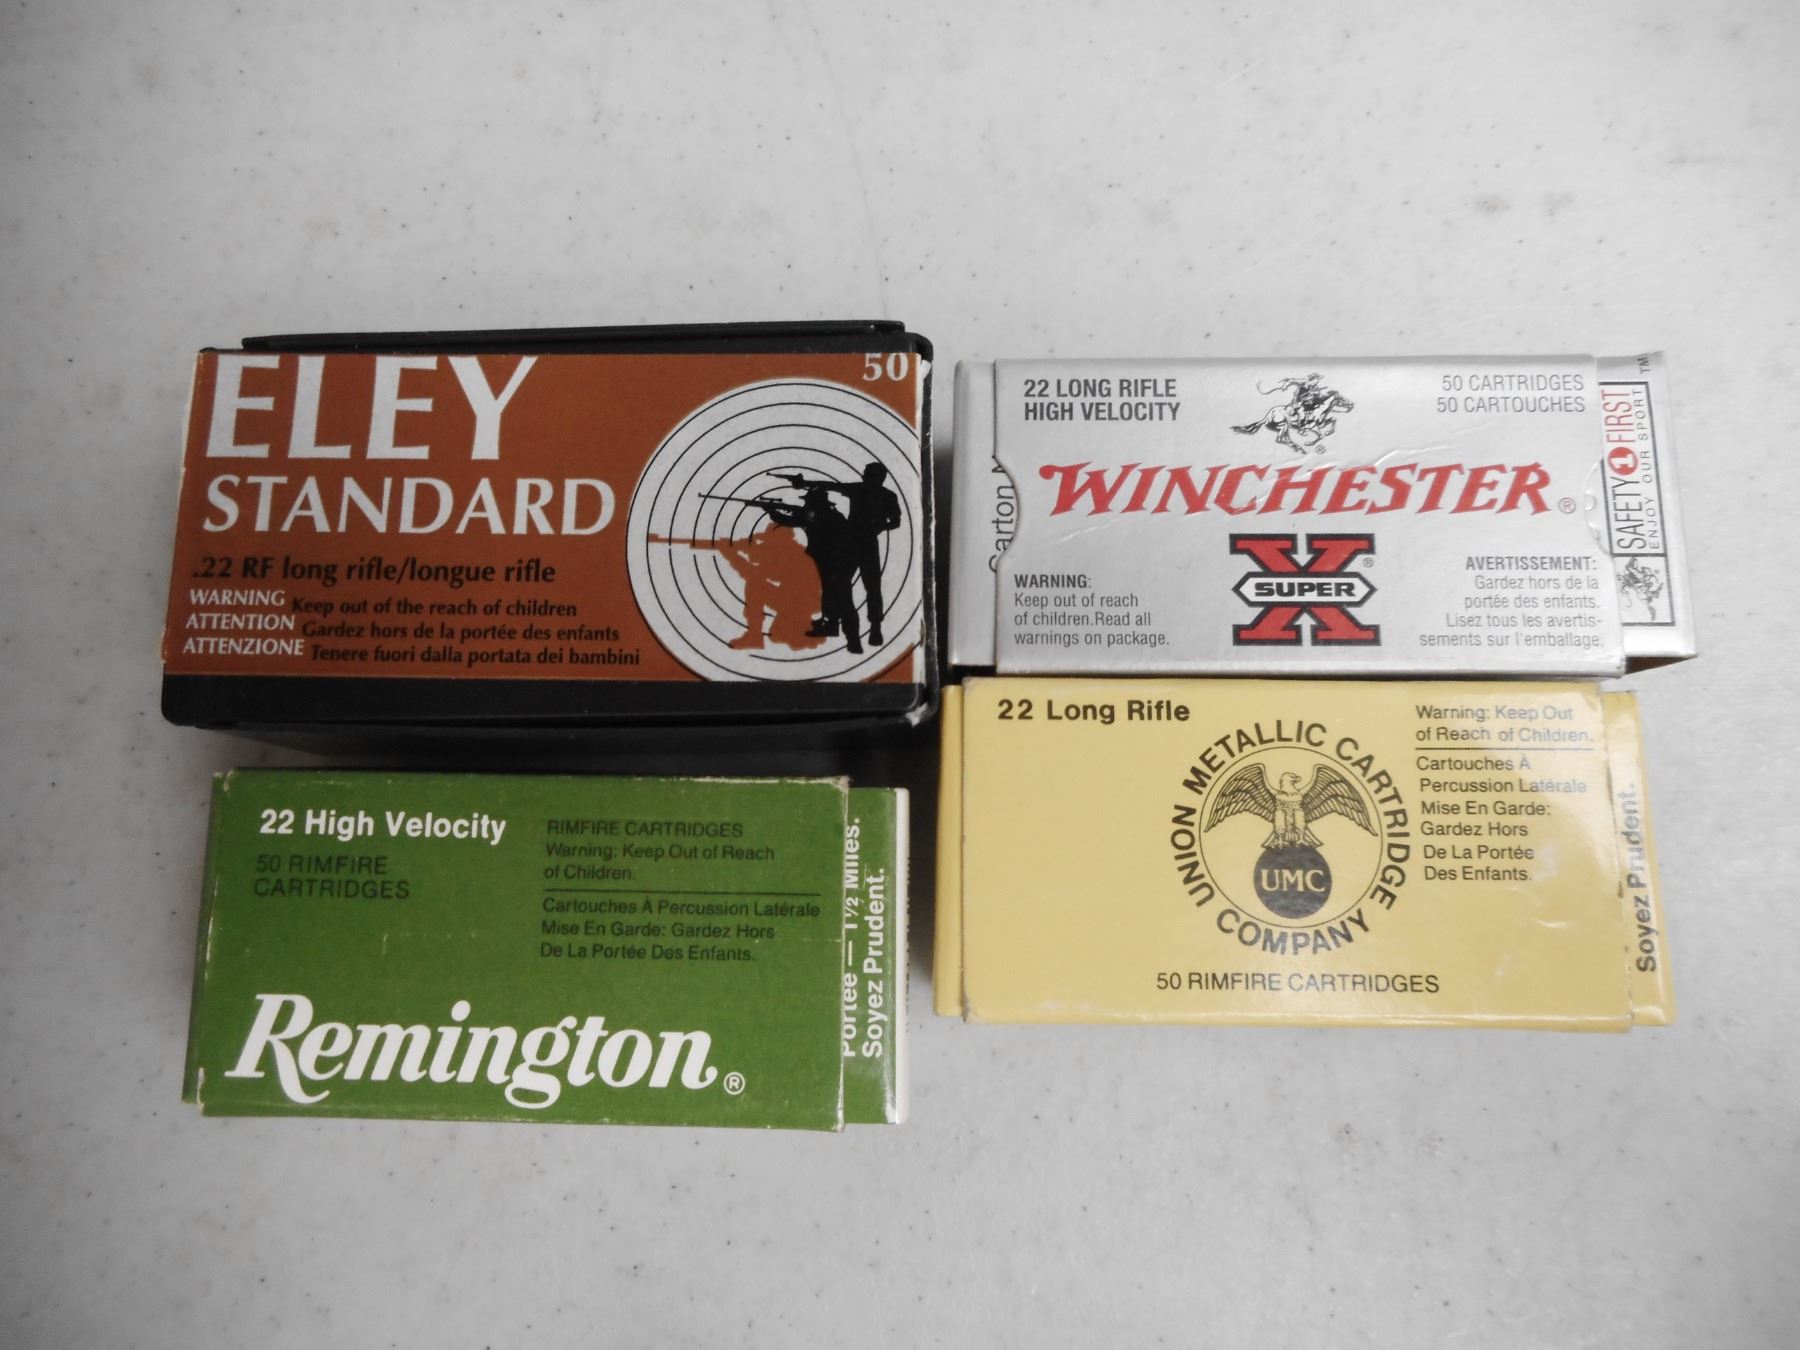 ELEY
50
STANDARD
.22 RF long rifle/longue rifle
WARNING Keep out of the reach of children
ATTENTION Gardez hors de la portée des enfants
ATTENZIONE Tenere fuori dalla portata dei bambini
22 LONG RIFLE
HIGH VELOCITY
50 CARTRIDGES
50 CARTOUCHES
WINCHESTER®
SUPER X®
WARNING:
Keep out of reach
of children.Read all
warnings on package.
AVERTISSEMENT:
Gardez hors de la
portée des enfants.
Lisez tous les avertis-
sements sur l'emballage.
Carton
SAFETY 1 FIRST
ENJOY OUR SPORT
TM
22 High Velocity
50 RIMFIRE
CARTRIDGES
RIMFIRE CARTRIDGES
Warning: Keep Out of Reach
of Children.
Cartouches À Percussion Latérale
Mise En Garde: Gardez Hors
De La Portée Des Enfants.
Remington®
Portée — 1½ Miles.
Soyez Prudent.
22 Long Rifle
UNION METALLIC CARTRIDGE COMPANY
UMC
Warning: Keep Out
of Reach of Children.
Cartouches À
Percussion Latérale
Mise En Garde:
Gardez Hors
De La Portée
Des Enfants.
50 RIMFIRE CARTRIDGES
Soyez Prudent.